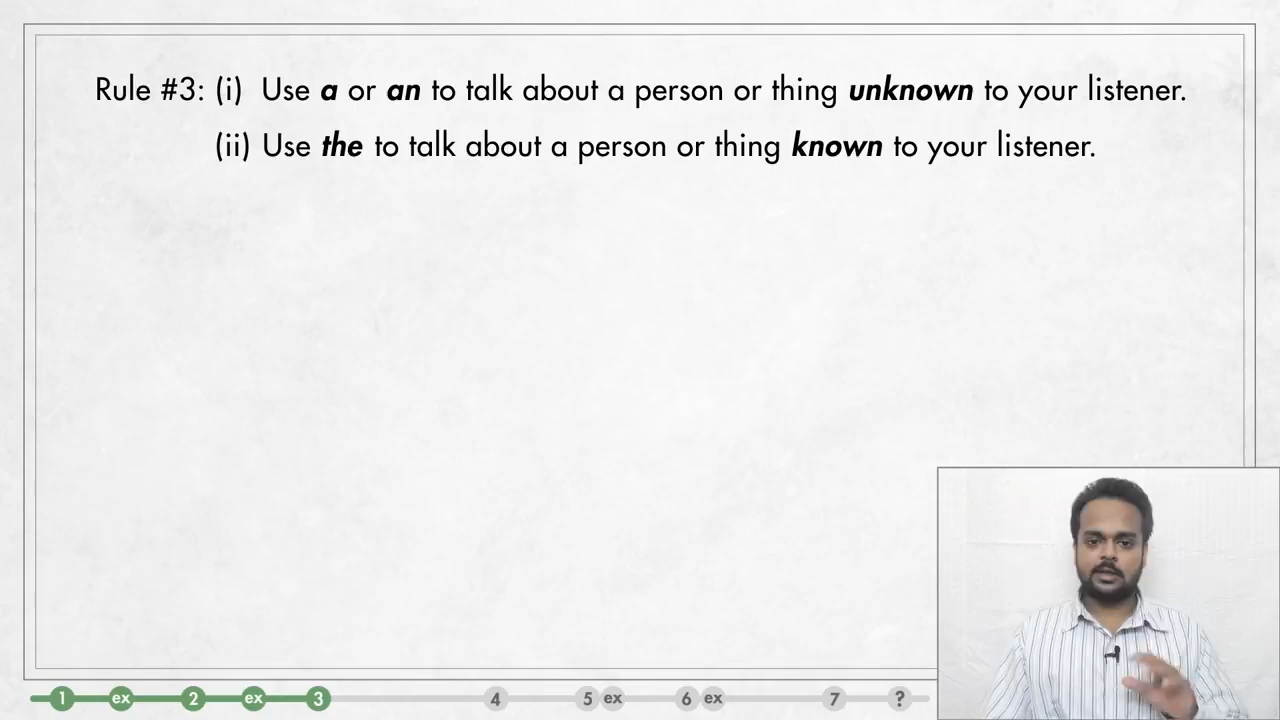 Rule #3: (i) Use a or an to talk about a person or thing unknown to your listener.
(ii) Use the to talk about a person or thing known to your listener.
1 ex 2 ex 3 4 5 ex 6 ex 7 ?